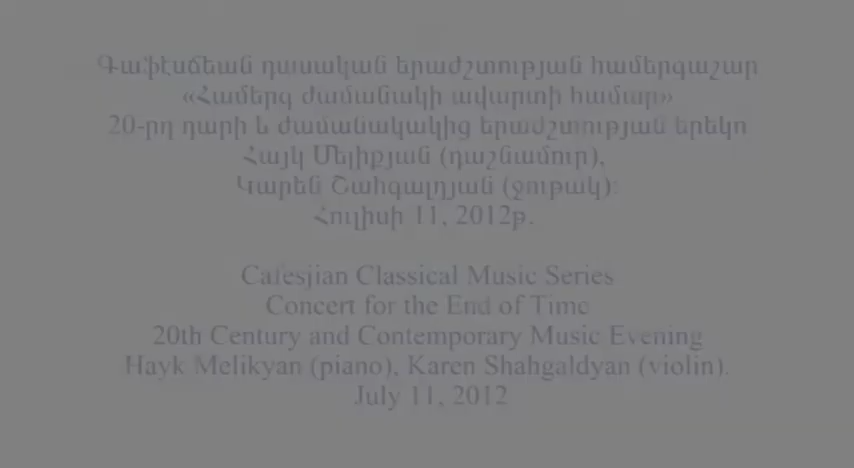 Գաֆէսճեան դասական երաժշտության համերգաշար
«Համերգ ժամանակի ավարտի համար»
20-րդ դարի և ժամանակակից երաժշտության երեկո
Հայկ Մելիքյան (դաշնամուր),
Կարեն Շահգալդյան (ջութակ):
Հուլիսի 11, 2012թ.
Cafesjian Classical Music Series
Concert for the End of Time
20th Century and Contemporary Music Evening
Hayk Melikyan (piano), Karen Shahgaldyan (violin).
July 11, 2012